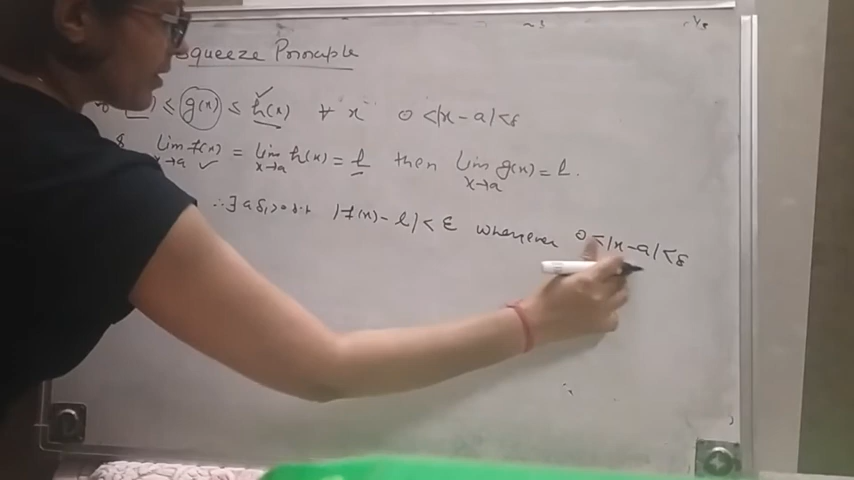 Squeeze Principle
≤ g(x) ≤ h(x) ∀ "x" 0 <|x-a|<δ
& lim f(x) = lim h(x) = l then lim g(x) = l.
x→a x→a x→a
∴ ∃ a δ₁>0 s.t |f(x)- l|< ε whenever 0<|x-a|<δ